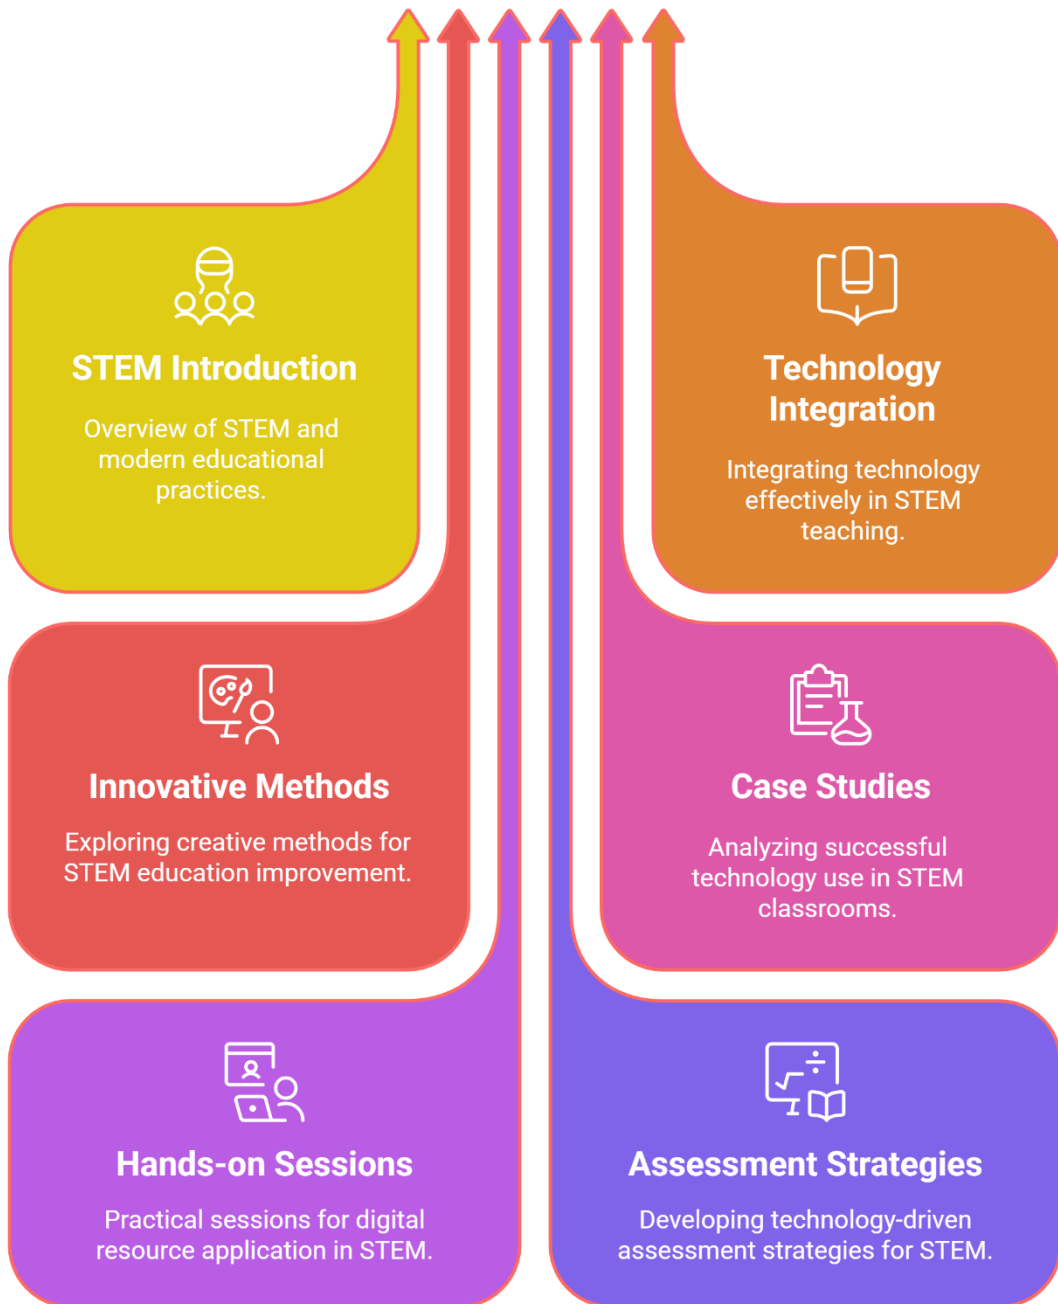 STEM Introduction
Overview of STEM and
modern educational
practices.
Technology
Integration
Integrating technology
effectively in STEM
teaching.
Innovative Methods
Exploring creative methods for
STEM education improvement.
Case Studies
Analyzing successful
technology use in STEM
classrooms.
Hands-on Sessions
Practical sessions for digital
resource application in STEM.
Assessment Strategies
Developing technology-driven
assessment strategies for STEM.